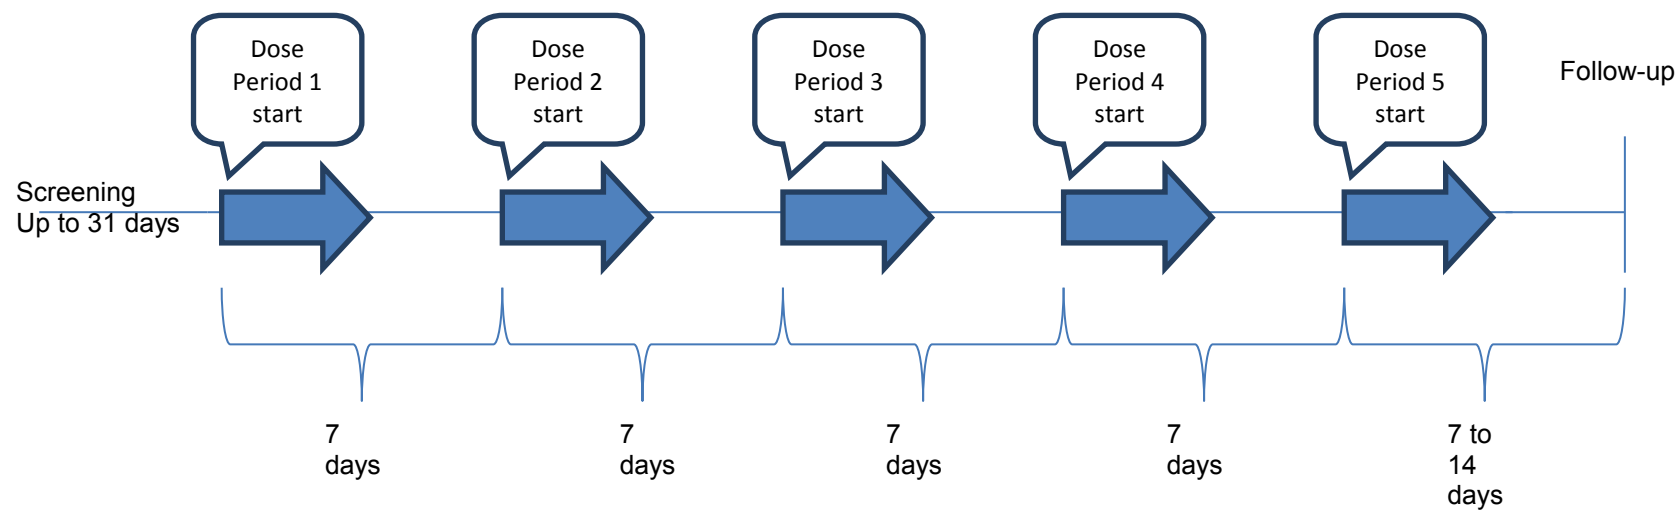 Dose
Period 1
start
Dose
Period 2
start
Dose
Period 3
start
Dose
Period 4
start
Dose
Period 5
start
Follow-up
Screening
Up to 31 days
7
days
7
days
7
days
7
days
7 to
14
days